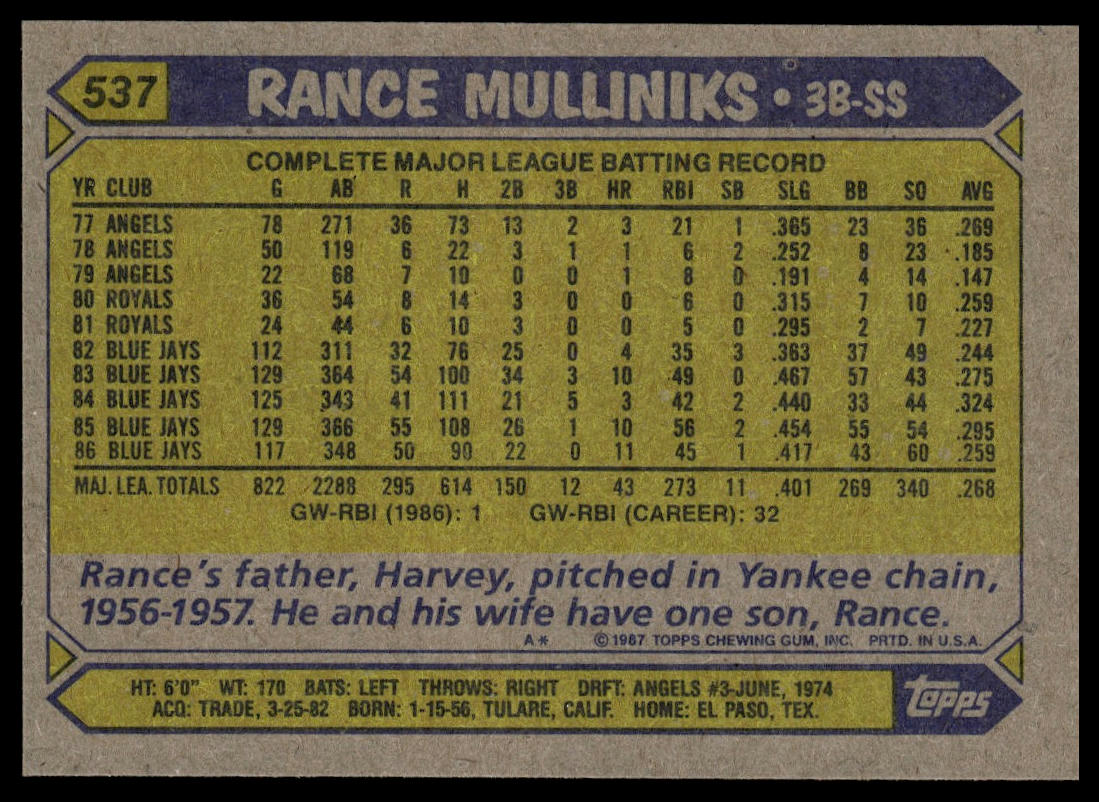 537 RANCE MULLINIKS • 3B-SS
COMPLETE MAJOR LEAGUE BATTING RECORD
YR CLUB G AB R H 2B 3B HR RBI SB SLG BB SO AVG
77 ANGELS 78 271 36 73 13 2 3 21 1 .365 23 36 .269
78 ANGELS 50 119 6 22 3 1 1 6 2 .252 8 23 .185
79 ANGELS 22 68 7 10 0 0 1 8 0 .191 4 14 .147
80 ROYALS 36 54 8 14 3 0 0 6 0 .315 7 10 .259
81 ROYALS 24 44 6 10 3 0 0 5 0 .295 2 7 .227
82 BLUE JAYS 112 311 32 76 25 0 4 35 3 .363 37 49 .244
83 BLUE JAYS 129 364 54 100 34 3 10 49 0 .467 57 43 .275
84 BLUE JAYS 125 343 41 111 21 5 3 42 2 .440 33 44 .324
85 BLUE JAYS 129 366 55 108 26 1 10 56 2 .454 55 54 .295
86 BLUE JAYS 117 348 50 90 22 0 11 45 1 .417 43 60 .259
MAJ. LEA. TOTALS 822 2288 295 614 150 12 43 273 11 .401 269 340 .268
GW-RBI (1986): 1 GW-RBI (CAREER): 32
Rance's father, Harvey, pitched in Yankee chain,
1956-1957. He and his wife have one son, Rance.
A* © 1987 TOPPS CHEWING GUM, INC. PRTD. IN U.S.A.
HT: 6'0" WT: 170 BATS: LEFT THROWS: RIGHT DRFT: ANGELS #3-JUNE, 1974
ACQ: TRADE, 3-25-82 BORN: 1-15-56, TULARE, CALIF. HOME: EL PASO, TEX.
topps